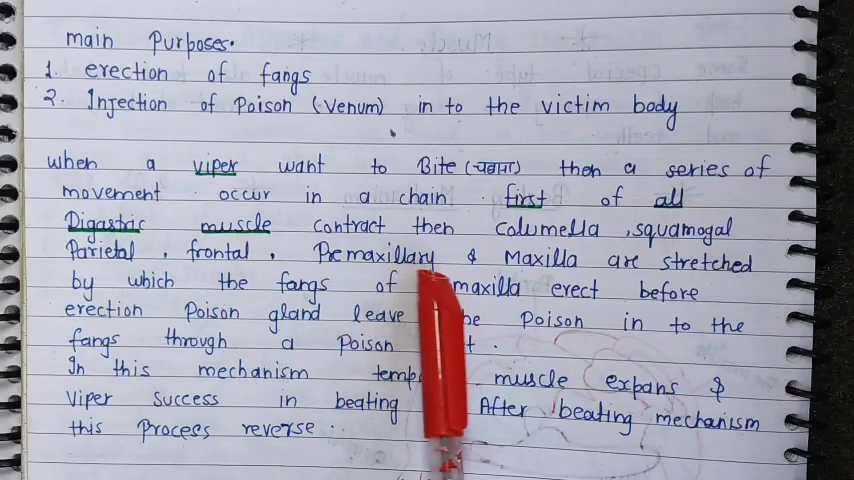 main Purposes.
1. erection of fangs
2. Injection of Poison (Venum) in to the victim body
when a viper want to Bite (चबाना) then a series of
movement occur in a chain. first of all
Digastric muscle contract then Columella, squamogal
Parietal, frontal, Premaxillary & Maxilla are stretched
by which the fangs of maxilla erect before
erection Poison gland leave the Poison in to the
fangs through a Poison
In this mechanism muscle expans &
Viper success in beating After beating mechanism
this Process reverse..